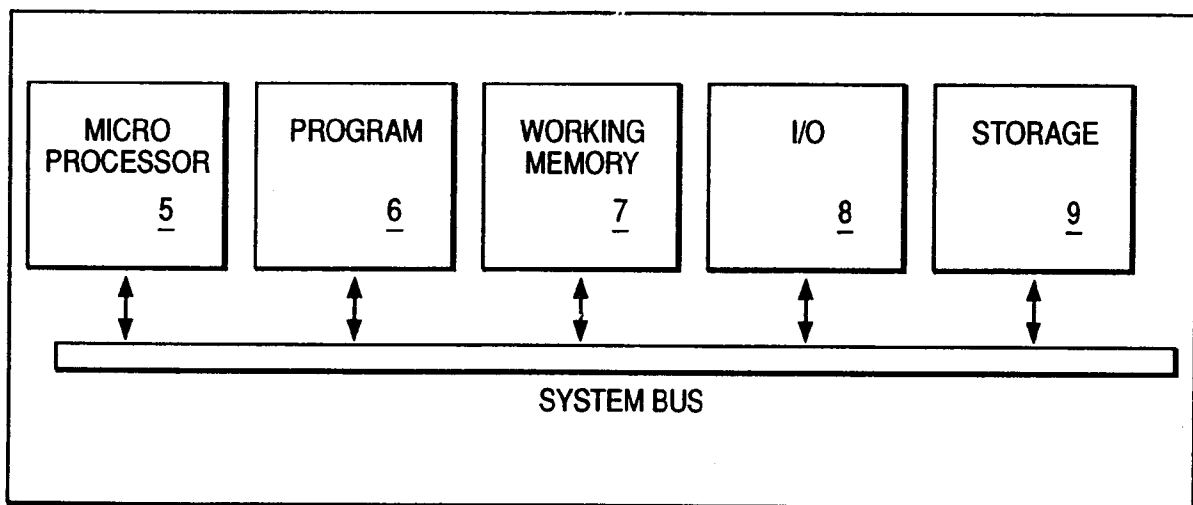 MICRO
PROCESSOR
5
PROGRAM
6
WORKING
MEMORY
7
I/O
8
STORAGE
9
SYSTEM BUS